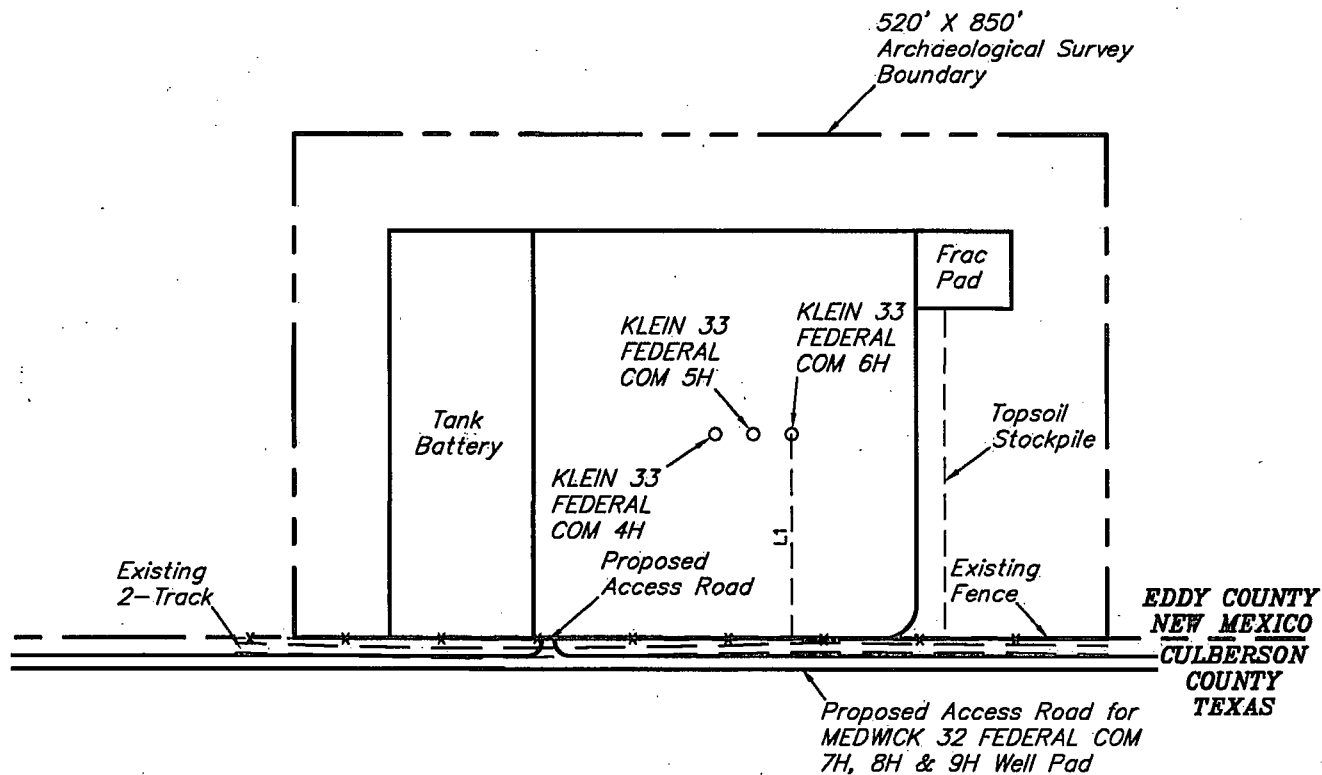 520' X 850'
Archaeological Survey
Boundary
Frac
Pad
KLEIN 33
FEDERAL
COM 5H
KLEIN 33
FEDERAL
COM 6H
Tank
Battery
Topsoil
Stockpile
KLEIN 33
FEDERAL
COM 4H
L1
Existing
2-Track
Proposed
Access Road
Existing
Fence
EDDY COUNTY
NEW MEXICO
CULBERSON
COUNTY
TEXAS
Proposed Access Road for
MEDWICK 32 FEDERAL COM
7H, 8H & 9H Well Pad